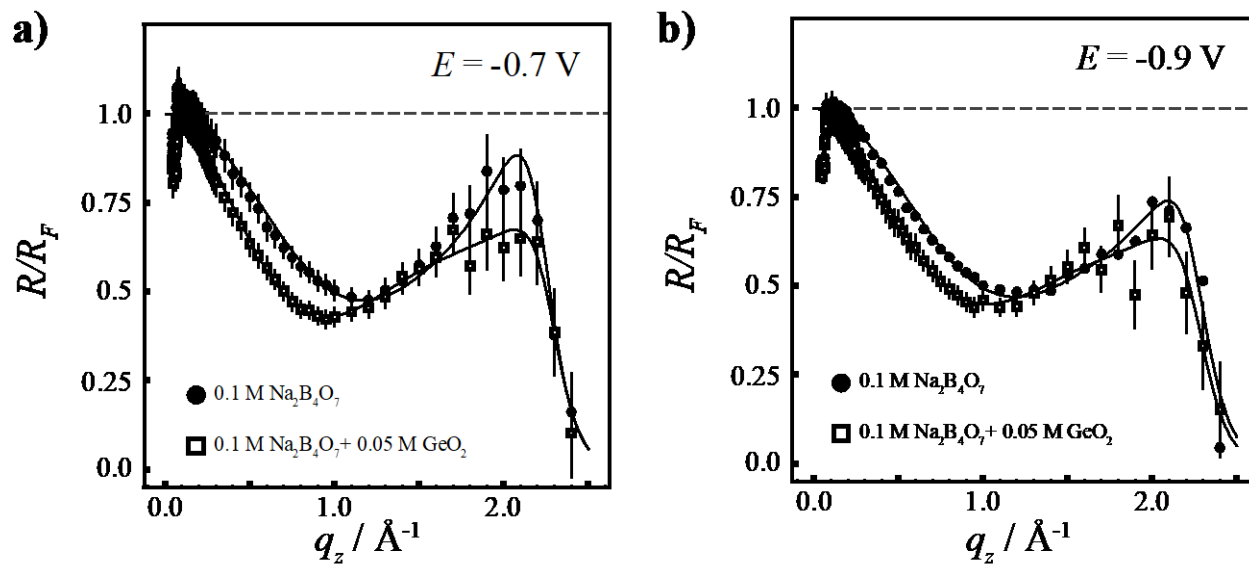 a)
E = -0.7 V
R/R_F
1.0
0.75
0.5
0.25
0.0
0.1 M Na₂B₄O₇
0.1 M Na₂B₄O₇+ 0.05 M GeO₂
0.0 1.0 2.0
q_z / Å⁻¹
b)
E = -0.9 V
R/R_F
1.0
0.75
0.5
0.25
0.0
0.1 M Na₂B₄O₇
0.1 M Na₂B₄O₇+ 0.05 M GeO₂
0.0 1.0 2.0
q_z / Å⁻¹